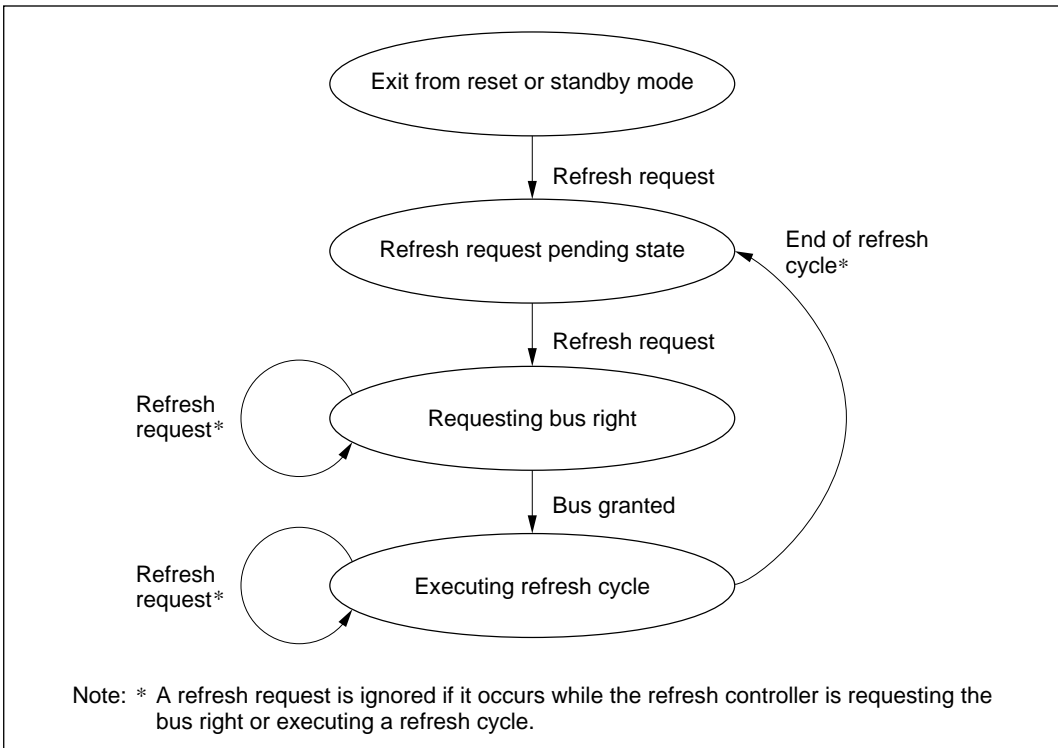 Exit from reset or standby mode
Refresh request
Refresh request pending state
End of refresh
cycle*
Refresh request
Refresh
request*
Requesting bus right
Bus granted
Refresh
request*
Executing refresh cycle
Note: * A refresh request is ignored if it occurs while the refresh controller is requesting the
bus right or executing a refresh cycle.